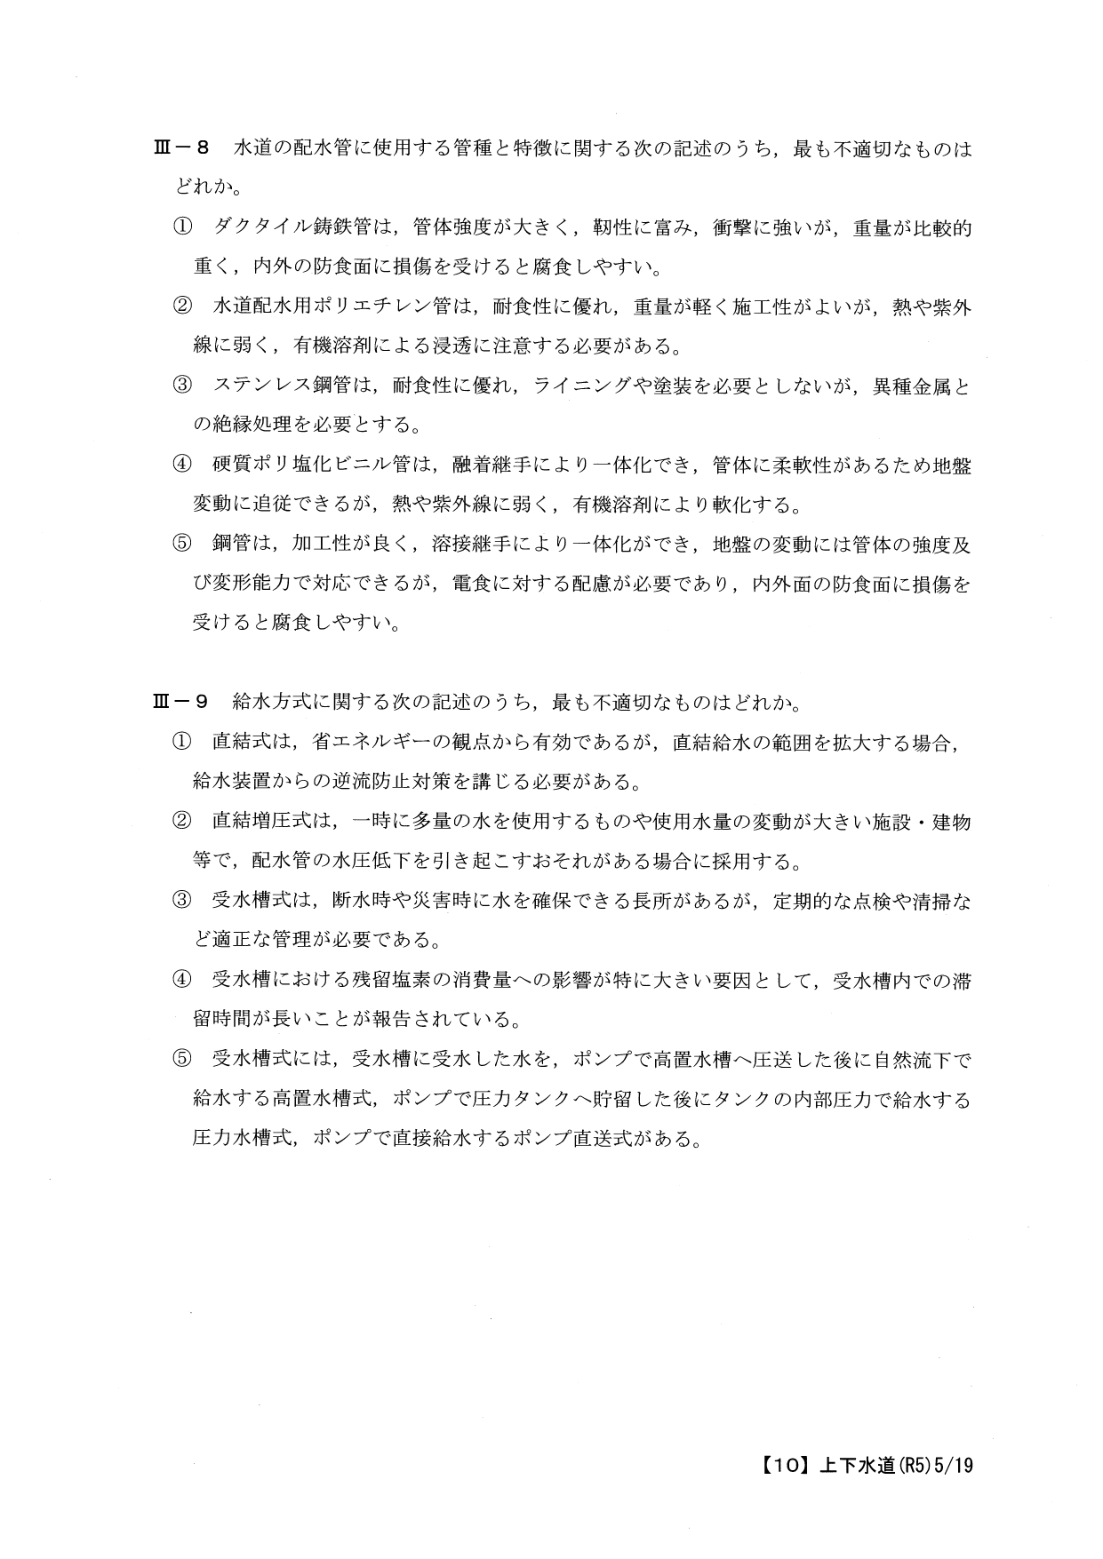 Ⅲ－８　水道の配水管に使用する管種と特徴に関する次の記述のうち，最も不適切なものは
どれか。
①　ダクタイル鋳鉄管は，管体強度が大きく，靭性に富み，衝撃に強いが，重量が比較的
重く，内外の防食面に損傷を受けると腐食しやすい。
②　水道配水用ポリエチレン管は，耐食性に優れ，重量が軽く施工性がよいが，熱や紫外
線に弱く，有機溶剤による浸透に注意する必要がある。
③　ステンレス鋼管は，耐食性に優れ，ライニングや塗装を必要としないが，異種金属と
の絶縁処理を必要とする。
④　硬質ポリ塩化ビニル管は，融着継手により一体化でき，管体に柔軟性があるため地盤
変動に追従できるが，熱や紫外線に弱く，有機溶剤により軟化する。
⑤　鋼管は，加工性が良く，溶接継手により一体化ができ，地盤の変動には管体の強度及
び変形能力で対応できるが，電食に対する配慮が必要であり，内外面の防食面に損傷を
受けると腐食しやすい。
Ⅲ－９　給水方式に関する次の記述のうち，最も不適切なものはどれか。
①　直結式は，省エネルギーの観点から有効であるが，直結給水の範囲を拡大する場合，
給水装置からの逆流防止対策を講じる必要がある。
②　直結増圧式は，一時に多量の水を使用するものや使用水量の変動が大きい施設・建物
等で，配水管の水圧低下を引き起こすおそれがある場合に採用する。
③　受水槽式は，断水時や災害時に水を確保できる長所があるが，定期的な点検や清掃な
ど適正な管理が必要である。
④　受水槽における残留塩素の消費量への影響が特に大きい要因として，受水槽内での滞
留時間が長いことが報告されている。
⑤　受水槽式には，受水槽に受水した水を，ポンプで高置水槽へ圧送した後に自然流下で
給水する高置水槽式，ポンプで圧力タンクへ貯留した後にタンクの内部圧力で給水する
圧力水槽式，ポンプで直接給水するポンプ直送式がある。
【１０】上下水道(R5)5/19